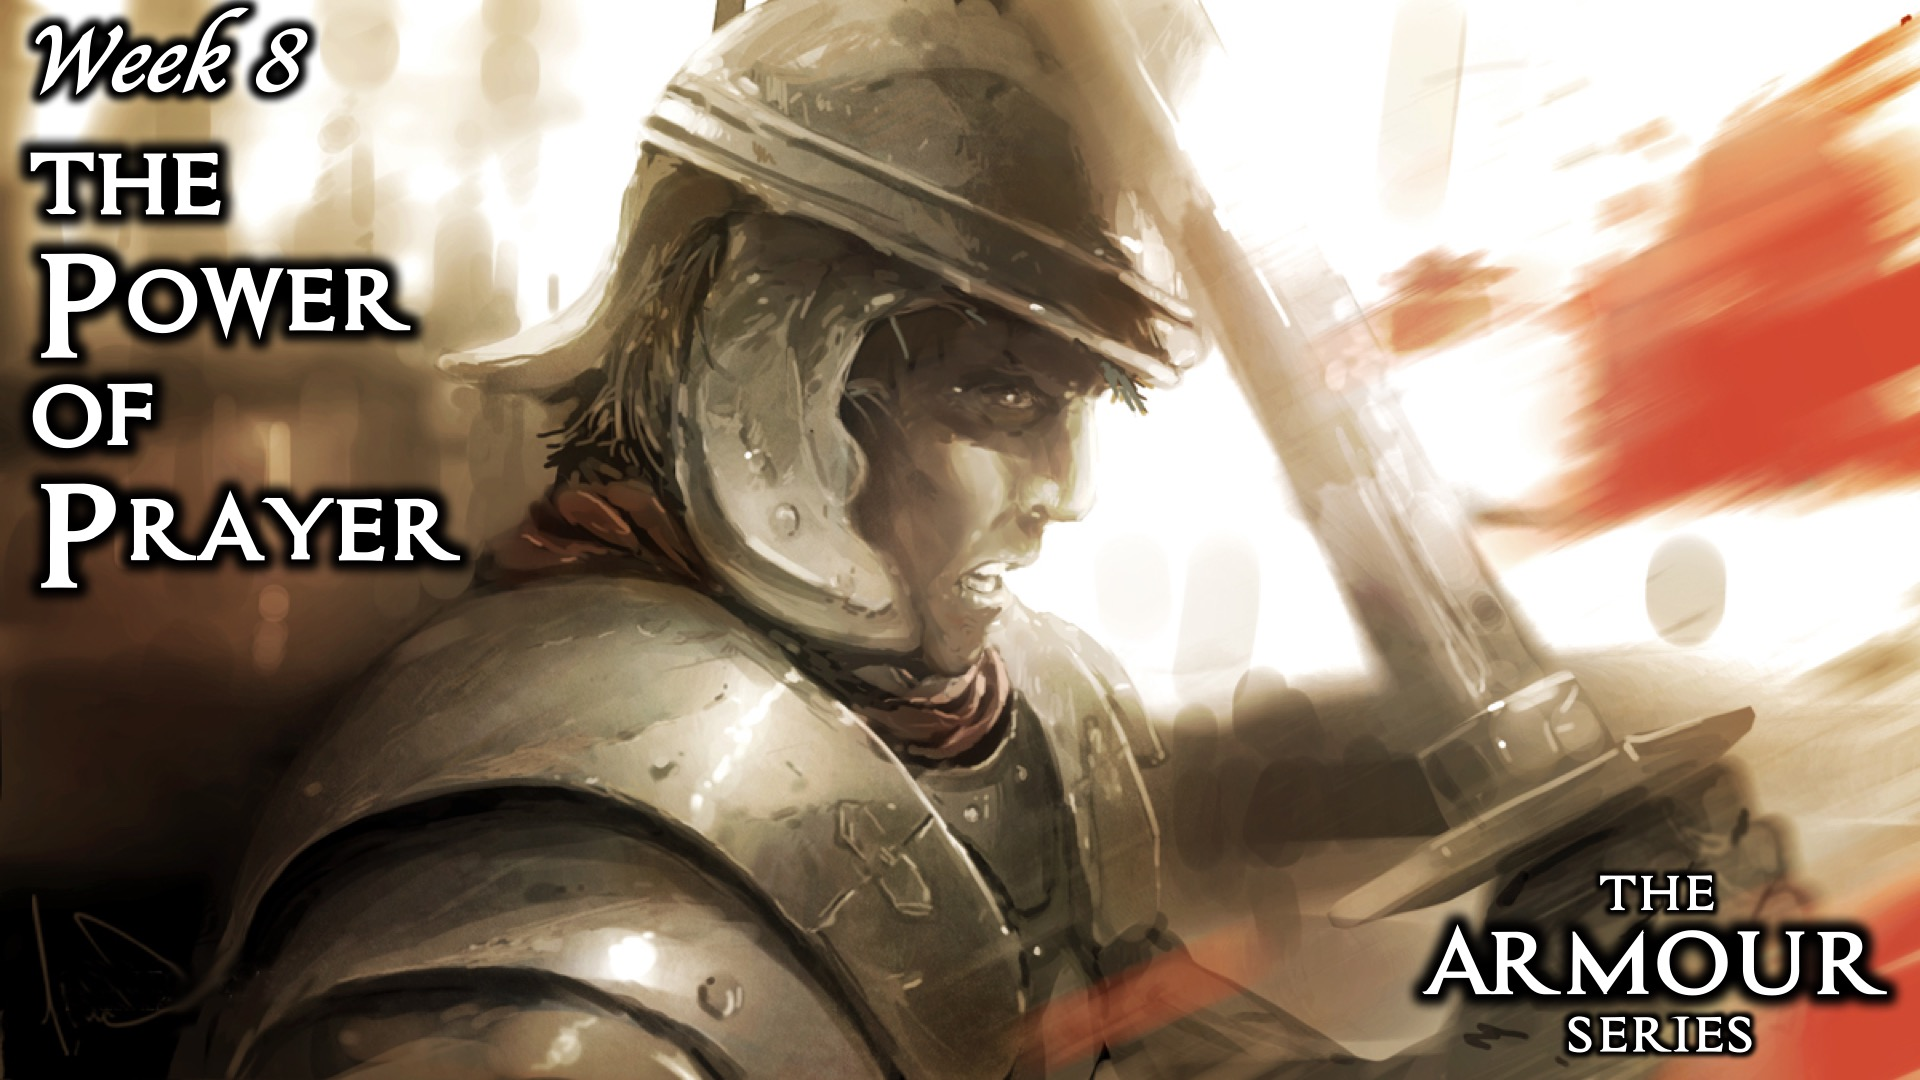 Week 8
THE
POWER
OF
PRAYER
THE
ARMOUR
SERIES